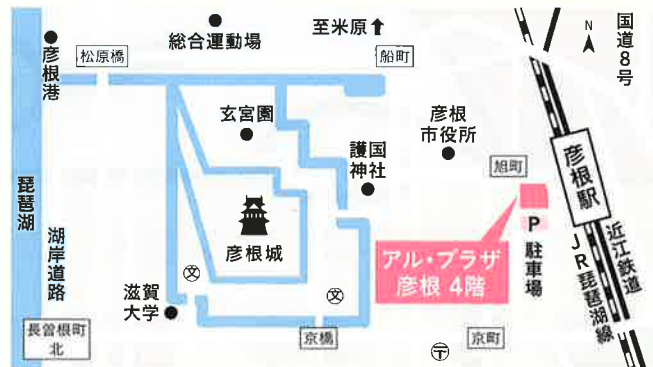 至米原
国道8号
N
総合運動場
彦根港
松原橋
船町
玄宮園
彦根
市役所
護国
神社
旭町
彦根駅
琵琶湖
湖岸道路
彦根城
P
駐車場
アル・プラザ
彦根 4階
近江鉄道
JR琵琶湖線
文
文
滋賀
大学
長曽根町
北
京橋
京町
〒